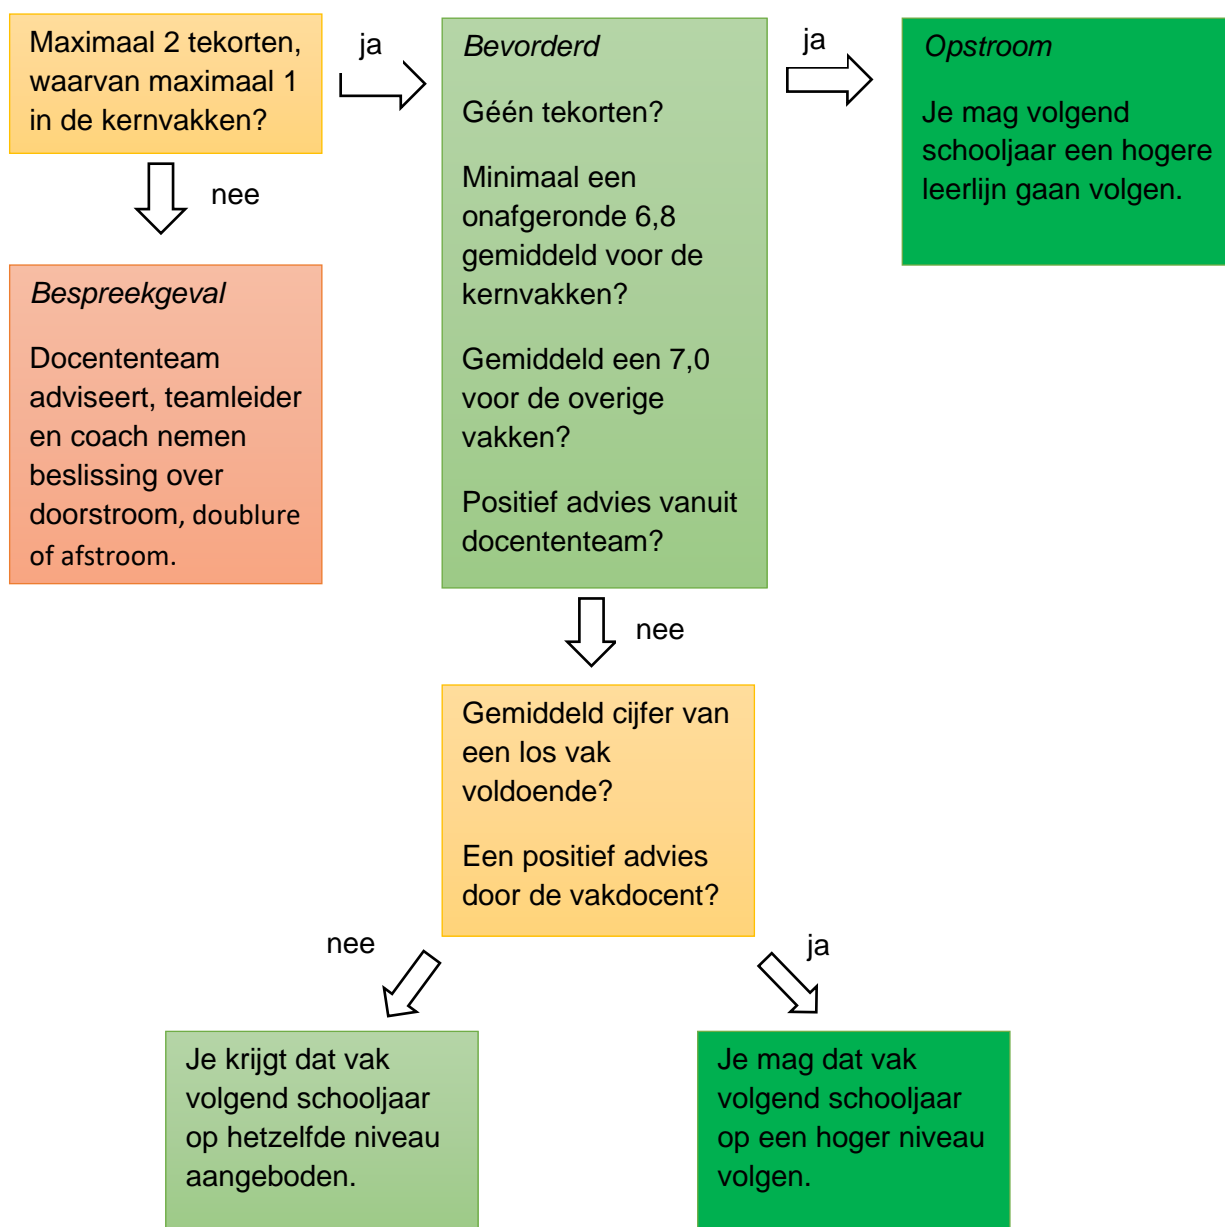 Maximaal 2 tekorten,
waarvan maximaal 1
in de kernvakken?
ja
nee
Bespreekgeval
Docententeam
adviseert, teamleider
en coach nemen
beslissing over
doorstroom, doublure
of afstroom.
Bevorderd
Géén tekorten?
Minimaal een
onafgeronde 6,8
gemiddeld voor de
kernvakken?
Gemiddeld een 7,0
voor de overige
vakken?
Positief advies vanuit
docententeam?
ja
Opstroom
Je mag volgend
schooljaar een hogere
leerlijn gaan volgen.
nee
Gemiddeld cijfer van
een los vak
voldoende?
Een positief advies
door de vakdocent?
nee
ja
Je krijgt dat vak
volgend schooljaar
op hetzelfde niveau
aangeboden.
Je mag dat vak
volgend schooljaar
op een hoger niveau
volgen.